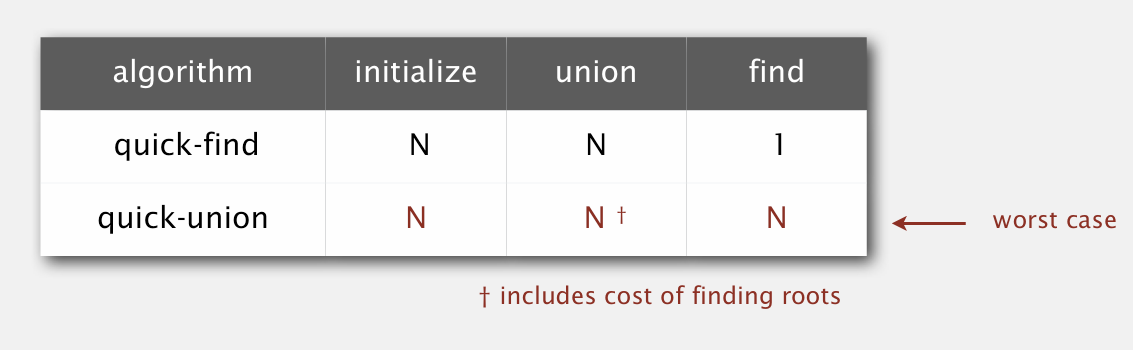 algorithm initialize union find
quick-find N N 1
quick-union N N † N
worst case
† includes cost of finding roots